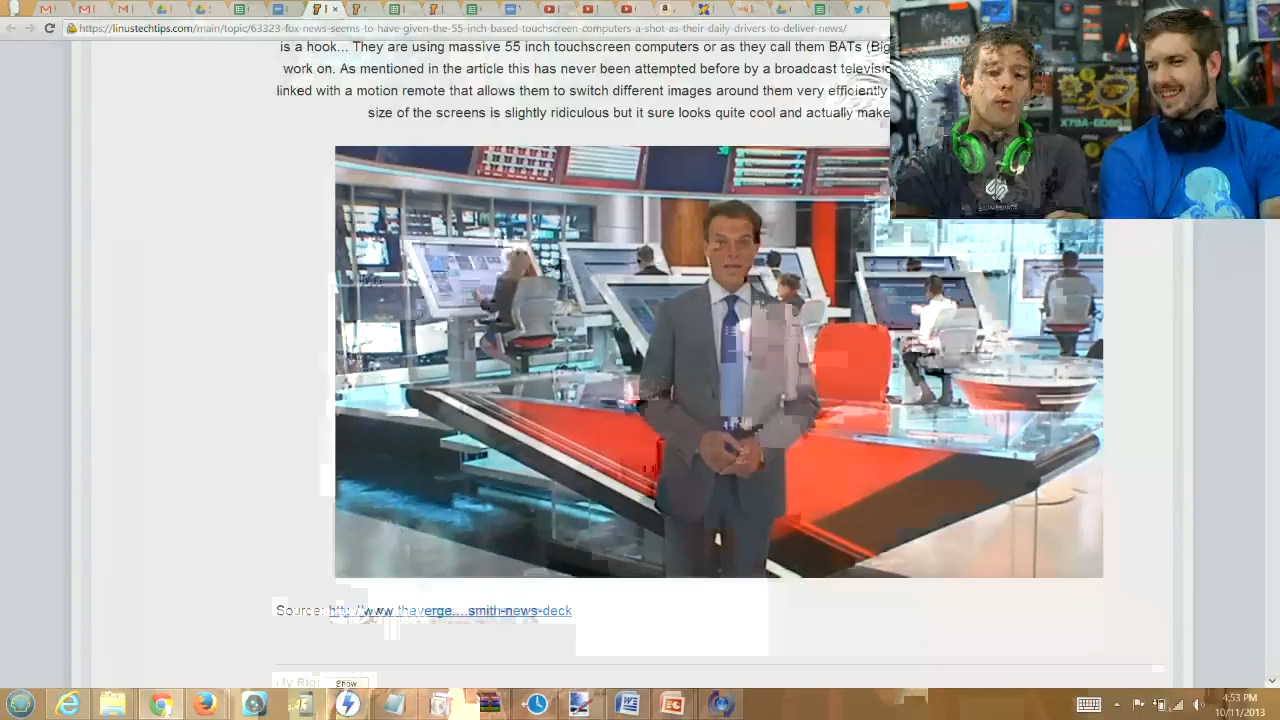 https://linustechtips.com/main/topic/63323-fox-news-seems-to-have-given-the-55-inch-based-touchscreen-computers-a-shot-as-their-daily-drivers-to-deliver-news/
is a hook... They are using massive 55 inch touchscreen computers or as they call them BATs (Big
work on. As mentioned in the article this has never been attempted before by a broadcast televisi
linked with a motion remote that allows them to switch different images around them very efficiently
size of the screens is slightly ridiculous but it sure looks quite cool and actually make
X79A-GD65
Source: http://www.theverge....smith-news-deck
My Rig: Show
4:53 PM
10/11/2013